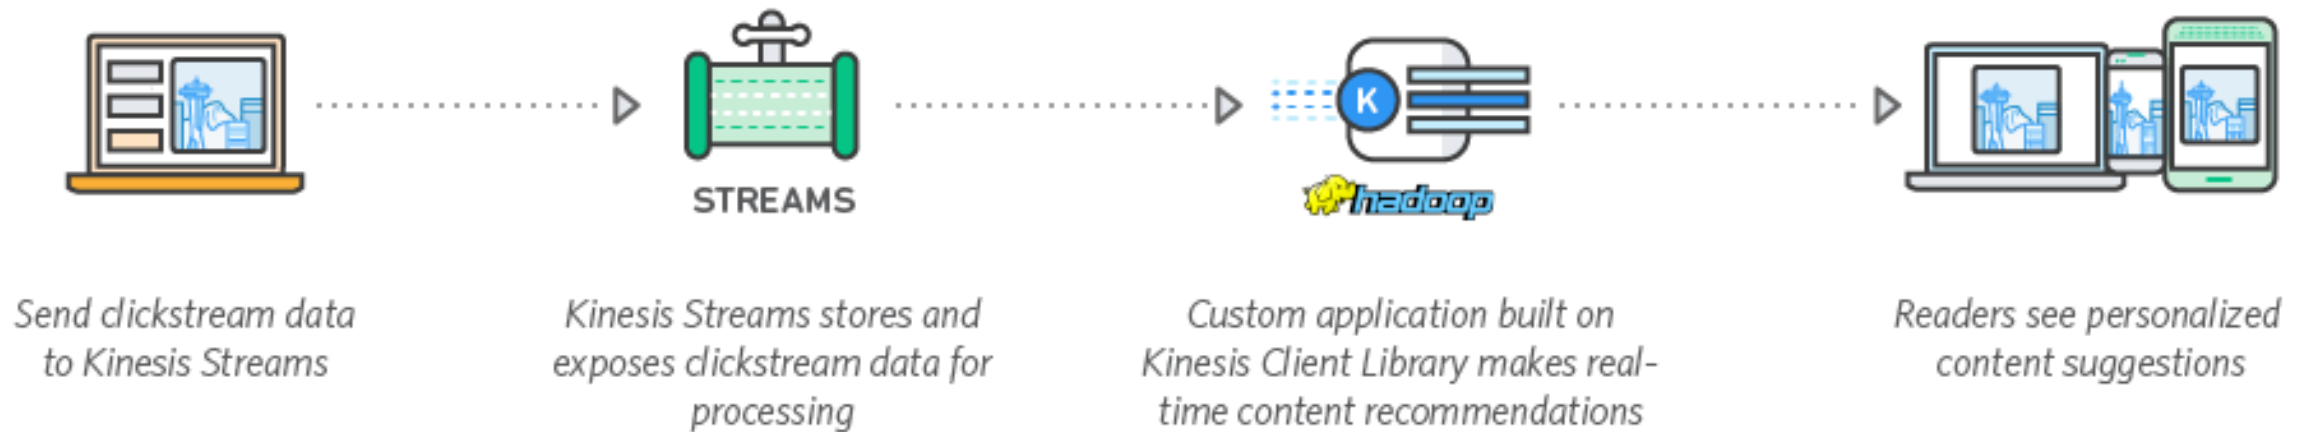 K
STREAMS
hadoop
Send clickstream data
to Kinesis Streams
Kinesis Streams stores and
exposes clickstream data for
processing
Custom application built on
Kinesis Client Library makes real-
time content recommendations
Readers see personalized
content suggestions